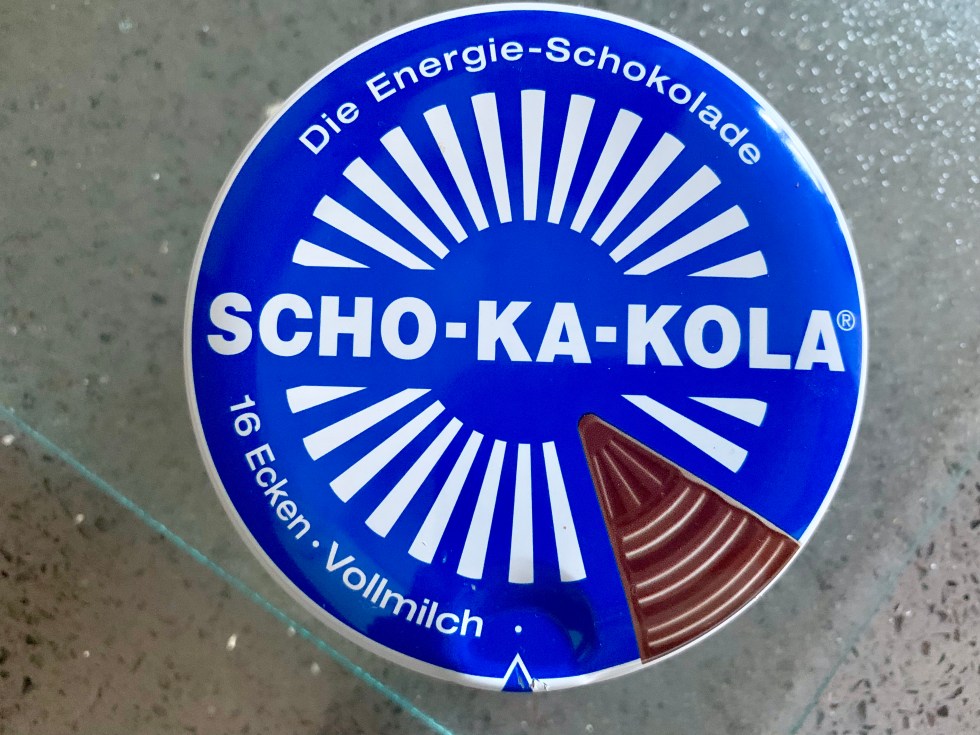 Die Energie-Schokolade
SCHO-KA-KOLA®
16 Ecken · Vollmilch